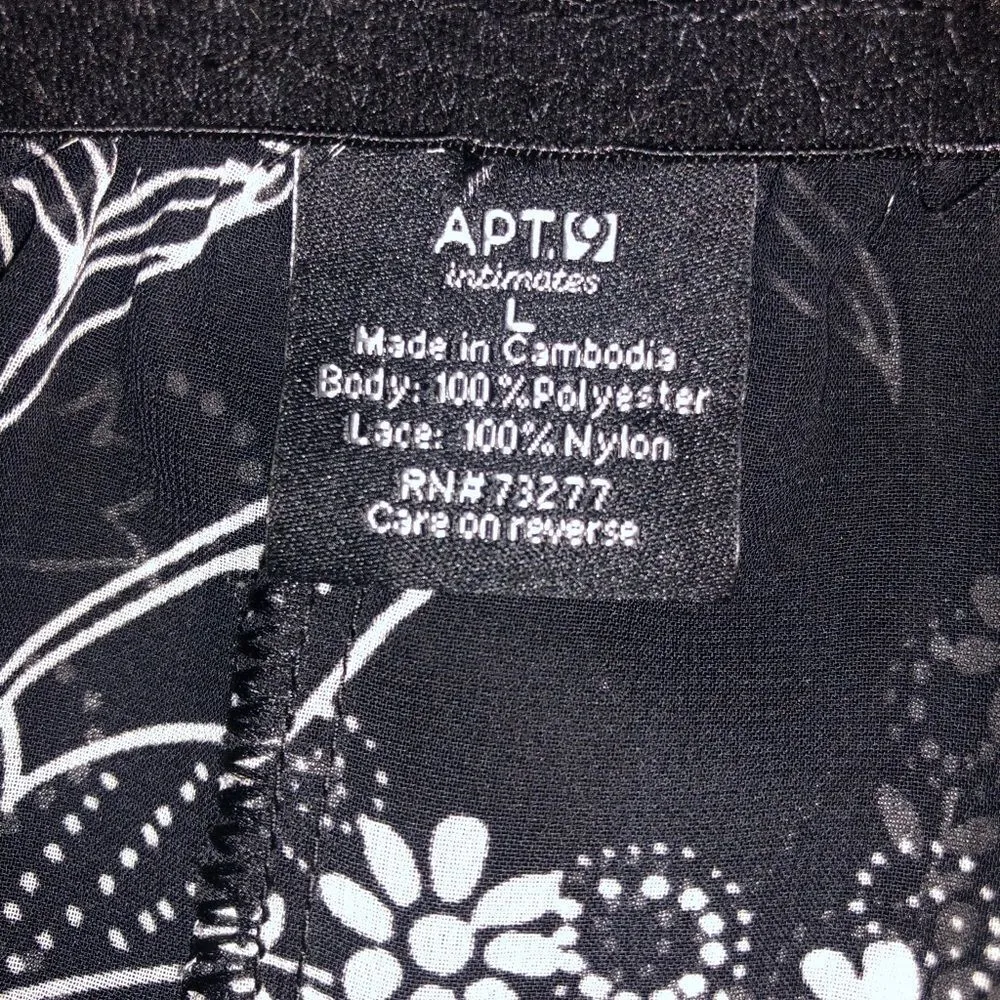 APT.9
intimates
L
Made in Cambodia
Body: 100%Polyester
Lace: 100% Nylon
RN# 73277
Care on reverse